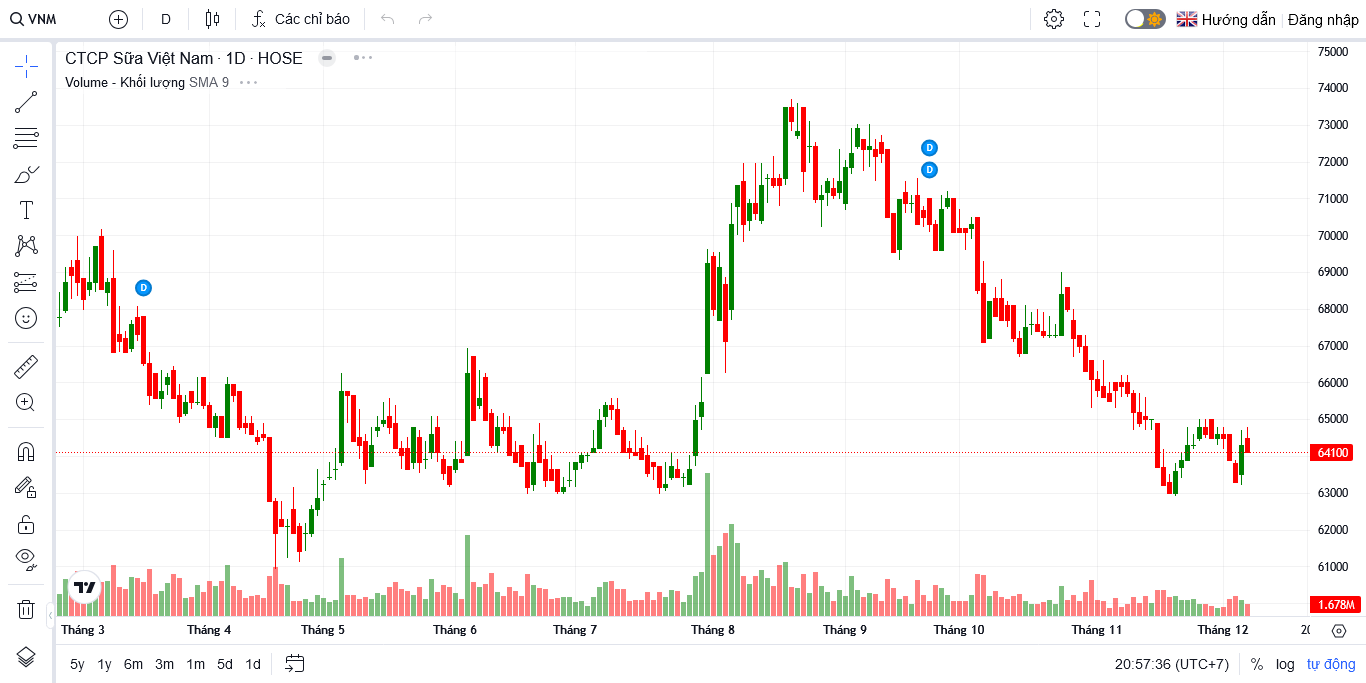 VNM D Các chỉ báo Hướng dẫn Đăng nhập
CTCP Sữa Việt Nam · 1D · HOSE
Volume - Khối lượng SMA 9
D
D
D
75000
74000
73000
72000
71000
70000
69000
68000
67000
66000
65000
64100
63000
62000
61000
1.678M
Tháng 3 Tháng 4 Tháng 5 Tháng 6 Tháng 7 Tháng 8 Tháng 9 Tháng 10 Tháng 11 Tháng 12
5y 1y 6m 3m 1m 5d 1d 20:57:36 (UTC+7) % log tự động